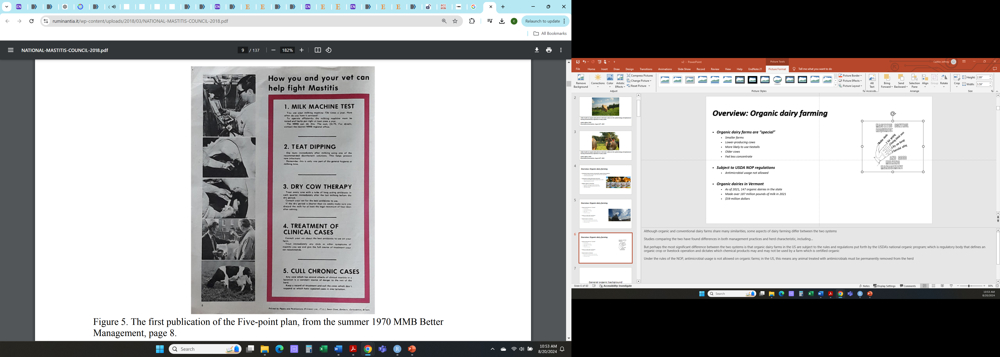 ruminantia.it/wp-content/uploads/2018/03/NATIONAL-MASTITIS-COUNCIL-2018.pdf
Relaunch to update
All Bookmarks
NATIONAL-MASTITIS-COUNCIL-2018.pdf
9 / 137
182%
How you and your vet can
help fight Mastitis
1. MILK MACHINE TEST
You use your milking machine 730 times a year. How
often do you have it serviced?
To operate efficiently the milking machine must be
tested and faults put right at least once a year.
The MMB can do this. The cost, £4.75. For details,
contact the nearest MMB regional office.
2. TEAT DIPPING
Dip teats immediately after milking using one of the
recommended disinfectant solutions. This helps prevent
new infections.
Remember this is only one part of the general hygiene at
milking time.
3. DRY COW THERAPY
Treat every cow with a tube of long acting antibiotic in
each quarter immediately after the last milking before the
dry period.
Consult your vet for the best antibiotic to use.
If the dry period is shorter than six weeks make sure you
discard the milk for at least the legal minimum of four days
after calving.
4. TREATMENT OF
CLINICAL CASES
Consult your vet about the best antibiotic to use on your
farm.
Treat immediately any clots or other symptoms of
mastitis you see and give the full course of treatment your
vet recommends.
5. CULL CHRONIC CASES
Any cow which has several attacks of clinical mastitis in a
lactation is a constant source of danger to the rest of the
herd.
Keep a record of treatment and cull the cows which don't
respond or which have repeated cases in one lactation.
8
Printed by Papers and Publications (Printers) Ltd., (T.U.), Swan Close, Banbury, Oxfordshire, Britain.
Figure 5. The first publication of the Five-point plan, from the summer 1970 MMB Better
Management, page 8.
Search
10:53 AM
8/20/2024
v2 - PowerPoint
Picture Tools
Caitlin Jeffrey
File Home Insert Draw Design Transitions Animations Slide Show Record Review View Help EndNote 21 Picture Format Tell me what you want to do
Remove
Background
Corrections
Color
Artistic
Effects
Compress Pictures
Change Picture
Reset Picture
Adjust
Picture Styles
Picture Border
Picture Effects
Picture Layout
Alt
Text
Accessib...
Bring
Forward
Send
Backward
Selection
Pane
Align
Group
Rotate
Arrange
Crop
Height: 2.99"
Width: 3.59"
Size
2
3
4
Overview: Organic dairy farming
5
Overview: Organic dairy farming
6
Overview: Organic dairy farming
7
General organic background
Overview: Organic dairy farming
• Organic dairy farms are “special”
• Smaller farms
• Lower-producing cows
• More likely to use tiestalls
• Older cows
• Fed less concentrate
• Subject to USDA NOP regulations
• Antimicrobial usage not allowed
• Organic dairies in Vermont
• As of 2021, 147 organic dairies in the state
• Made over 187 million pounds of milk in 2021
• $59 million dollars
MASTITIS CONTROL
REQUIRES:
1 Machine checks
2 Teat spraying
3 Treating clinical cases
4 Dry cow therapy
5 Controlled culling
AND GOOD
MILKING
MANAGEMENT
Although organic and conventional dairy farms share many similarities, some aspects of dairy farming differ between the two systems
Studies comparing the two have found differences in both management practices and herd characteristic, including...
But perhaps the most significant difference between the two systems is that organic dairy farms in the US are subject to the rules and regulations put forth by the USDA's national organic program; which is regulatory body that defines an
organic crop or livestock operation and dictates which chemical products may and may not be used by a farm which is certified organic
Under the rules of the NOP, antimicrobial usage is not allowed on organic farms; in the US, this means any animal treated with antimicrobials must be permanently removed from the herd
Slide 6 of 60
Accessibility: Investigate
Notes
Display Settings
Comments
80%
Search
10:53 AM
8/20/2024